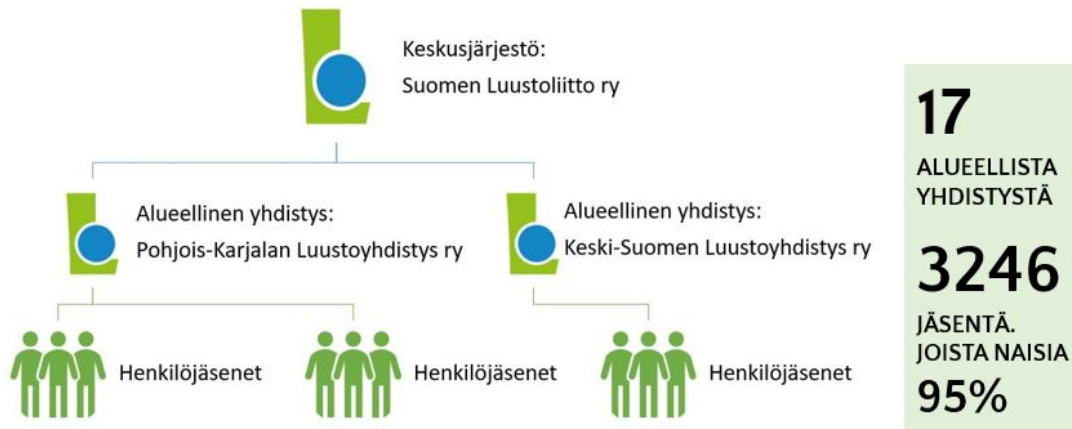 Keskusjärjestö:
Suomen Luustoliitto ry
Alueellinen yhdistys:
Pohjois-Karjalan Luustoyhdistys ry
Alueellinen yhdistys:
Keski-Suomen Luustoyhdistys ry
Henkilöjäsenet
Henkilöjäsenet
Henkilöjäsenet
17
ALUEELLISTA
YHDISTYSTÄ
3246
JÄSENTÄ.
JOISTA NAISIA
95%